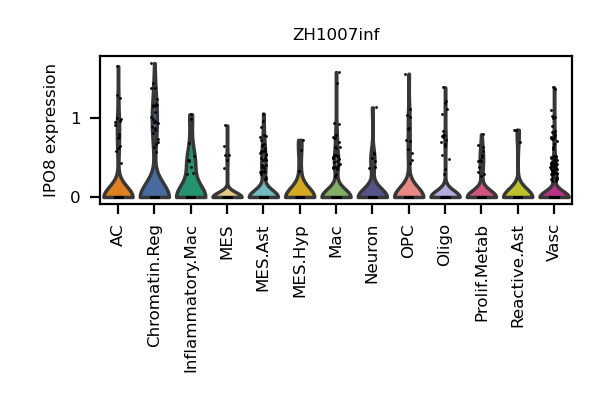 ZH1007inf
IPO8 expression
1
0
AC
Chromatin.Reg
Inflammatory.Mac
MES
MES.Ast
MES.Hyp
Mac
Neuron
OPC
Oligo
Prolif.Metab
Reactive.Ast
Vasc